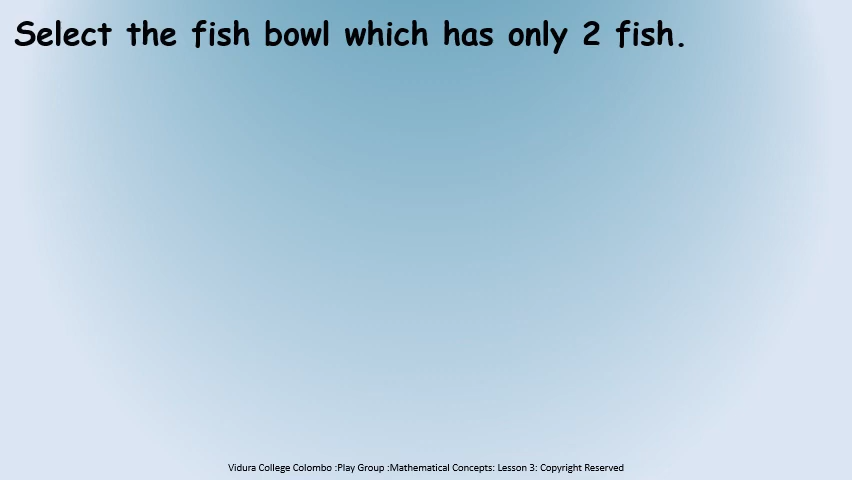 Select the fish bowl which has only 2 fish.
Vidura College Colombo :Play Group :Mathematical Concepts: Lesson 3: Copyright Reserved